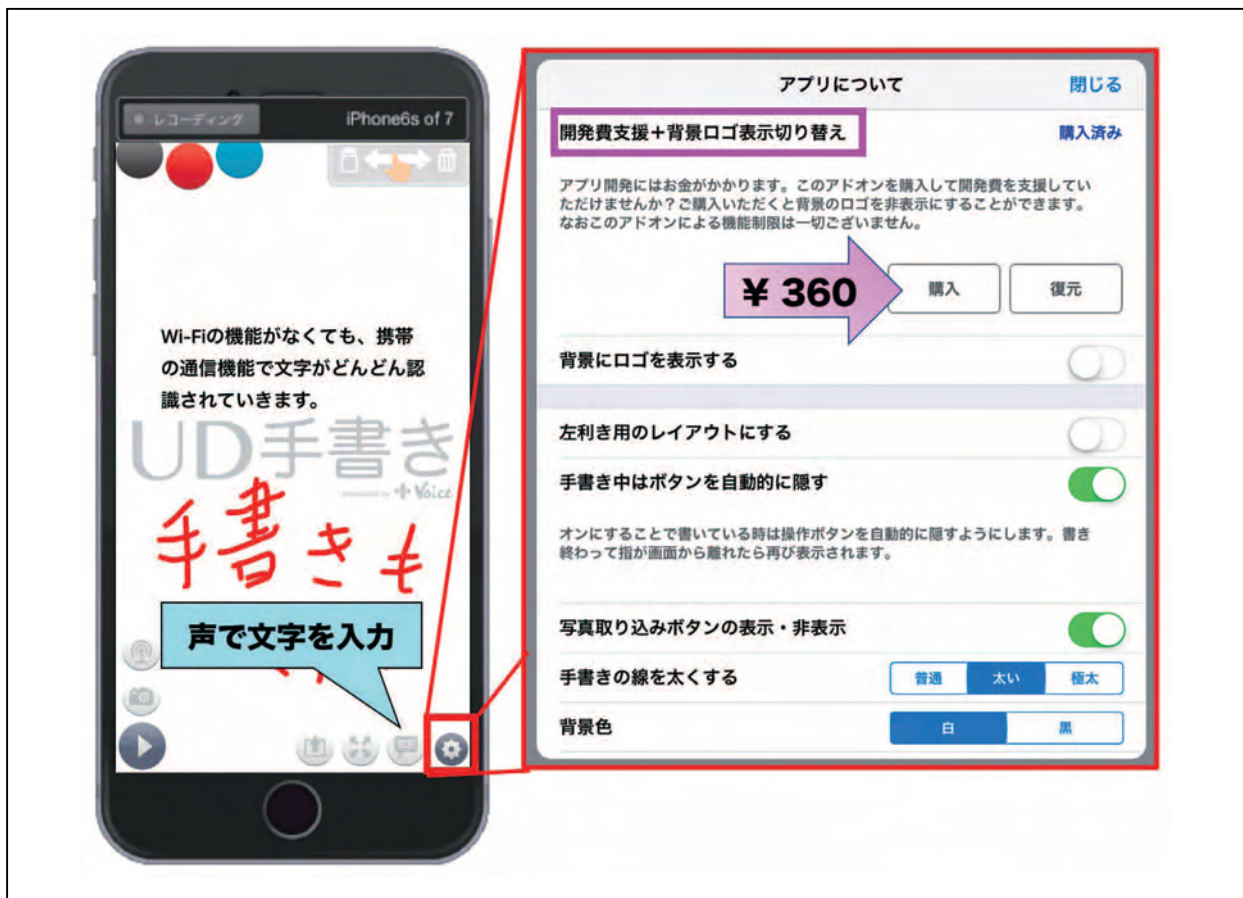 レコーディング
iPhone6s of 7
Wi-Fiの機能がなくても、携帯
の通信機能で文字がどんどん認
識されていきます。
UD手書き
Voice
手書きも
声で文字を入力
アプリについて
閉じる
開発費支援+背景ロゴ表示切り替え
購入済み
アプリ開発にはお金がかかります。このアドオンを購入して開発費を支援してい
ただけませんか?ご購入いただくと背景のロゴを非表示にすることができます。
なおこのアドオンによる機能制限は一切ございません。
¥ 360
購入
復元
背景にロゴを表示する
左利き用のレイアウトにする
手書き中はボタンを自動的に隠す
オンにすることで書いている時は操作ボタンを自動的に隠すようにします。書き
終わって指が画面から離れたら再び表示されます。
写真取り込みボタンの表示・非表示
手書きの線を太くする
普通
太い
極太
背景色
白
黒